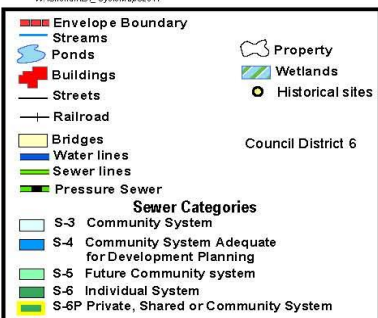 Envelope Boundary
Streams
Ponds
Property
Buildings
Wetlands
Historical sites
Streets
Railroad
Bridges
Council District 6
Water lines
Sewer lines
Pressure Sewer
Sewer Categories
S-3 Community System
S-4 Community System Adequate
for Development Planning
S-5 Future Community system
S-6 Individual System
S-6P Private, Shared or Community System